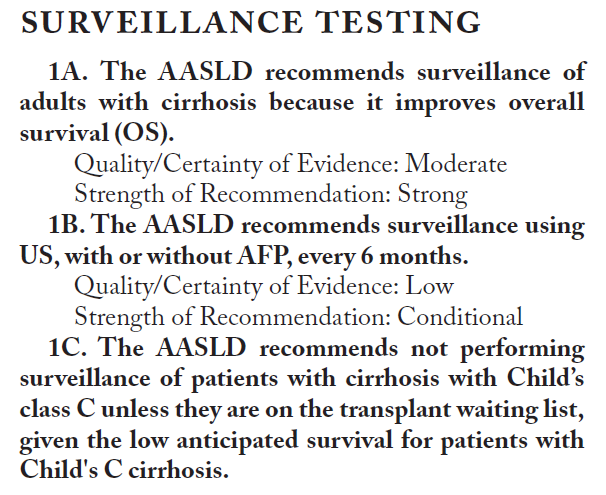 SURVEILLANCE TESTING
1A. The AASLD recommends surveillance of
adults with cirrhosis because it improves overall
survival (OS).
Quality/Certainty of Evidence: Moderate
Strength of Recommendation: Strong
1B. The AASLD recommends surveillance using
US, with or without AFP, every 6 months.
Quality/Certainty of Evidence: Low
Strength of Recommendation: Conditional
1C. The AASLD recommends not performing
surveillance of patients with cirrhosis with Child’s
class C unless they are on the transplant waiting list,
given the low anticipated survival for patients with
Child's C cirrhosis.